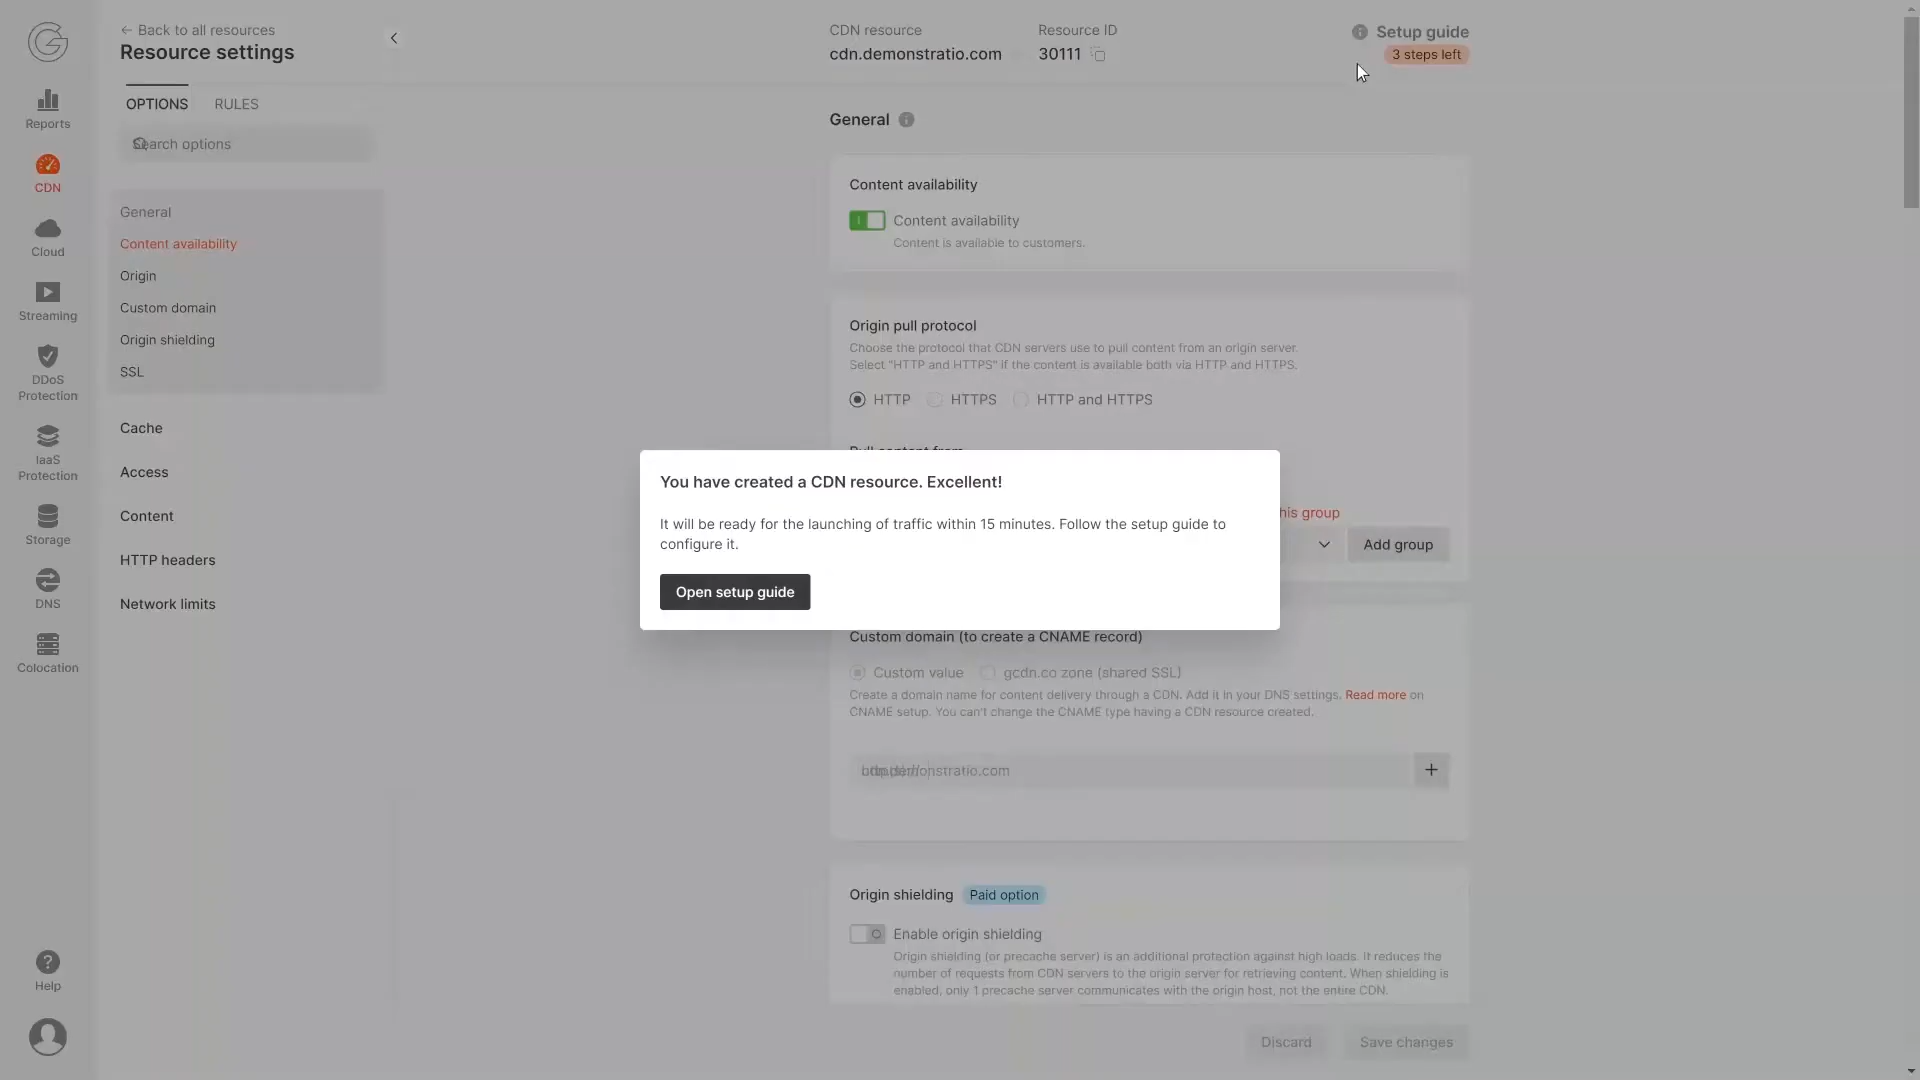 Back to all resources
Resource settings
CDN resource
cdn.demonstratio.com
Resource ID
30111
Setup guide
3 steps left
Reports
CDN
Cloud
Streaming
DDoS
Protection
IaaS
Protection
Storage
DNS
Colocation
Help
OPTIONS
RULES
Search options
General
Content availability
Origin
Custom domain
Origin shielding
SSL
Cache
Access
Content
HTTP headers
Network limits
General
Content availability
Content availability
Content is available to customers.
Origin pull protocol
Choose the protocol that CDN servers use to pull content from an origin server.
Select "HTTP and HTTPS" if the content is available both via HTTP and HTTPS.
HTTP
HTTPS
HTTP and HTTPS
this group
Add group
You have created a CDN resource. Excellent!
It will be ready for the launching of traffic within 15 minutes. Follow the setup guide to
configure it.
Open setup guide
Custom domain (to create a CNAME record)
Custom value
gcdn.co zone (shared SSL)
Create a domain name for content delivery through a CDN. Add it in your DNS settings. Read more on
CNAME setup. You can't change the CNAME type having a CDN resource created.
Origin shielding
Paid option
Enable origin shielding
Origin shielding (or precache server) is an additional protection against high loads. It reduces the
number of requests from CDN servers to the origin server for retrieving content. When shielding is
enabled, only 1 precache server communicates with the origin host, not the entire CDN.
Discard
Save changes